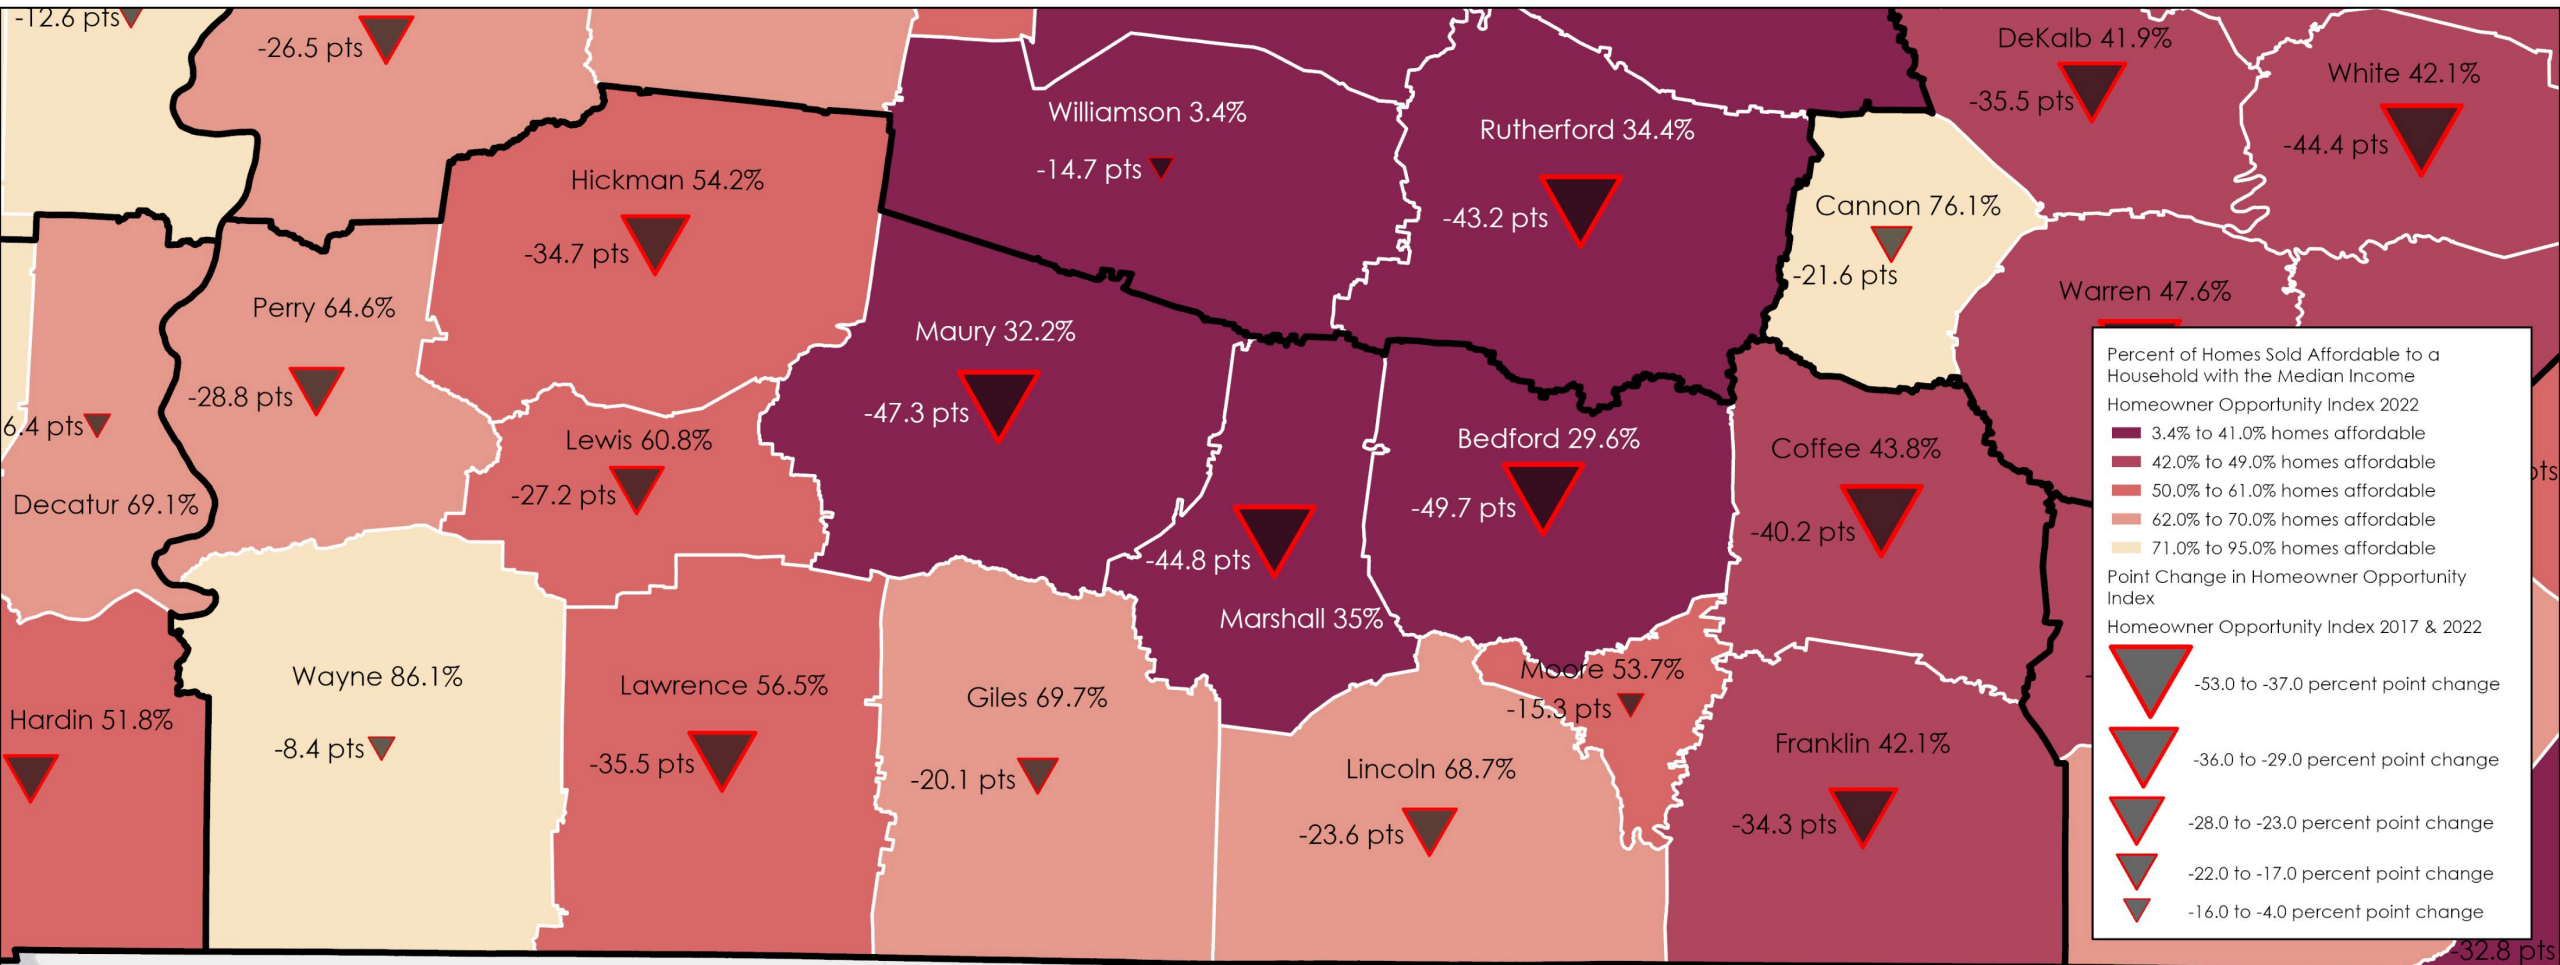 -12.6 pts
-26.5 pts
DeKalb 41.9%
-35.5 pts
White 42.1%
-44.4 pts
Williamson 3.4%
-14.7 pts
Rutherford 34.4%
-43.2 pts
Hickman 54.2%
-34.7 pts
Cannon 76.1%
-21.6 pts
Perry 64.6%
-28.8 pts
Maury 32.2%
-47.3 pts
Warren 47.6%
6.4 pts
Decatur 69.1%
Lewis 60.8%
-27.2 pts
-44.8 pts
Marshall 35%
Bedford 29.6%
-49.7 pts
Coffee 43.8%
-40.2 pts
Hardin 51.8%
Wayne 86.1%
-8.4 pts
Lawrence 56.5%
-35.5 pts
Giles 69.7%
-20.1 pts
Moore 53.7%
-15.3 pts
Lincoln 68.7%
-23.6 pts
Franklin 42.1%
-34.3 pts
Percent of Homes Sold Affordable to a
Household with the Median Income
Homeowner Opportunity Index 2022
3.4% to 41.0% homes affordable
42.0% to 49.0% homes affordable
50.0% to 61.0% homes affordable
62.0% to 70.0% homes affordable
71.0% to 95.0% homes affordable
Point Change in Homeowner Opportunity
Index
Homeowner Opportunity Index 2017 & 2022
-53.0 to -37.0 percent point change
-36.0 to -29.0 percent point change
-28.0 to -23.0 percent point change
-22.0 to -17.0 percent point change
-16.0 to -4.0 percent point change
pts
-32.8 pts